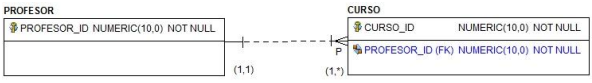 PROFESOR
PROFESOR_ID NUMERIC(10,0) NOT NULL
CURSO
CURSO_ID NUMERIC(10,0) NOT NULL
PROFESOR_ID (FK) NUMERIC(10,0) NOT NULL
P
(1,1) (1,*)